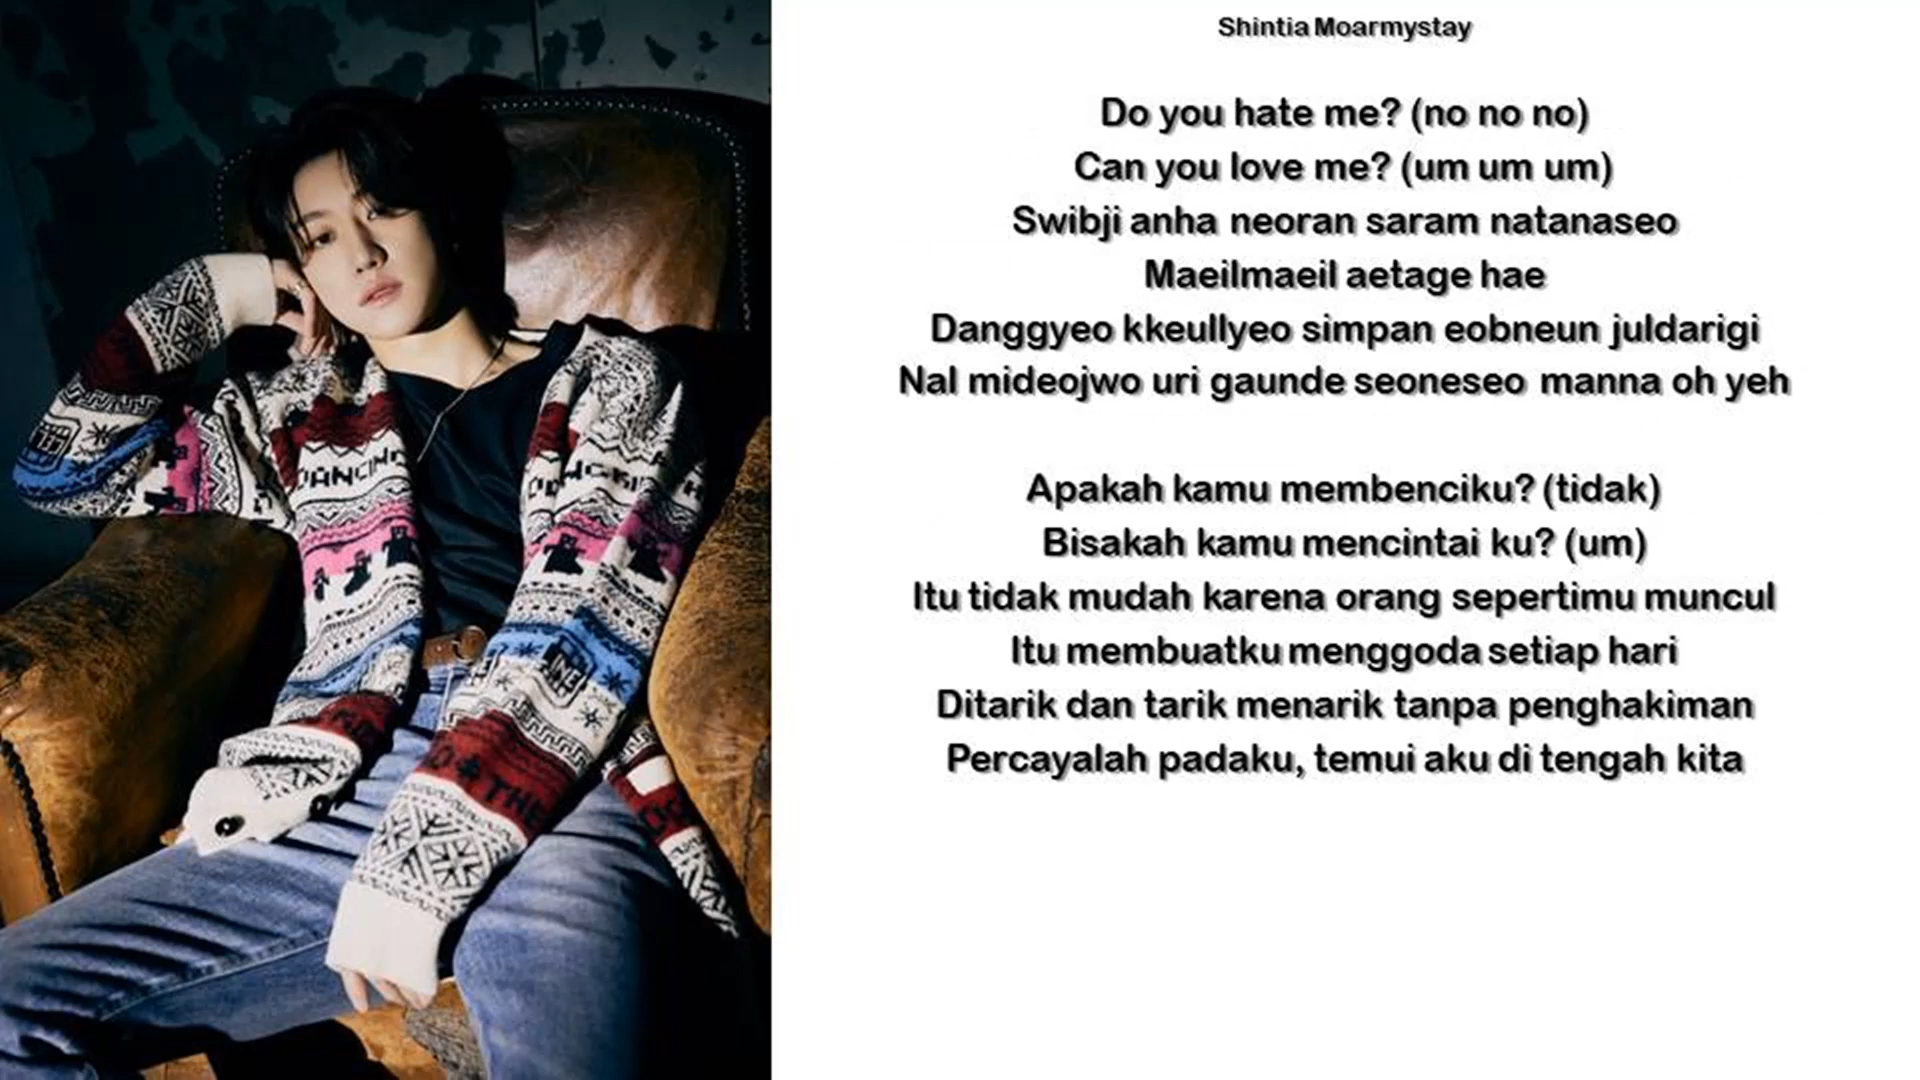 Shintia Moarmystay
Do you hate me? (no no no)
Can you love me? (um um um)
Swibji anha neoran saram natanaseo
Maeilmaeil aetage hae
Danggyeo kkeullyeo simpan eobneun juldarigi
Nal mideojwo uri gaunde seoneseo manna oh yeh
Apakah kamu membenciku? (tidak)
Bisakah kamu mencintai ku? (um)
Itu tidak mudah karena orang sepertimu muncul
Itu membuatku menggoda setiap hari
Ditarik dan tarik menarik tanpa penghakiman
Percayalah padaku, temui aku di tengah kita
THE